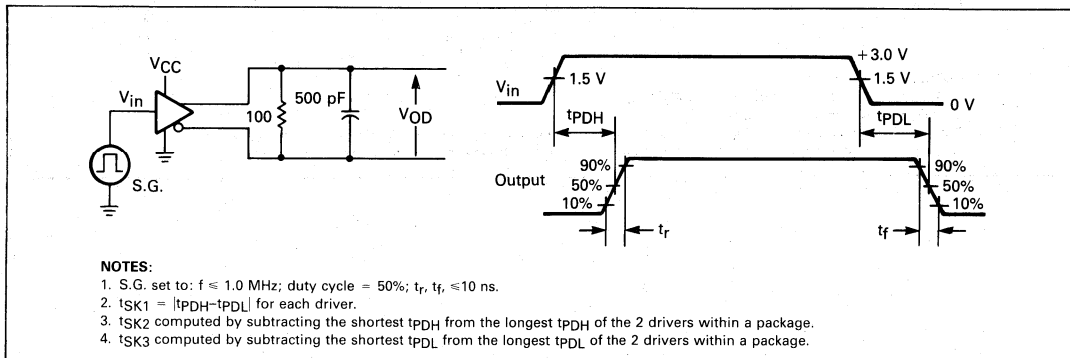 VCC
Vin
100
500 pF
VOD
S.G.
+3.0 V
1.5 V
1.5 V
Vin
0 V
tPDH
tPDL
90%
90%
Output
50%
50%
10%
10%
tr
tf
NOTES:
1. S.G. set to: f ≤ 1.0 MHz; duty cycle = 50%; tr, tf, ≤10 ns.
2. tSK1 = |tPDH–tPDL| for each driver.
3. tSK2 computed by subtracting the shortest tPDH from the longest tPDH of the 2 drivers within a package.
4. tSK3 computed by subtracting the shortest tPDL from the longest tPDL of the 2 drivers within a package.